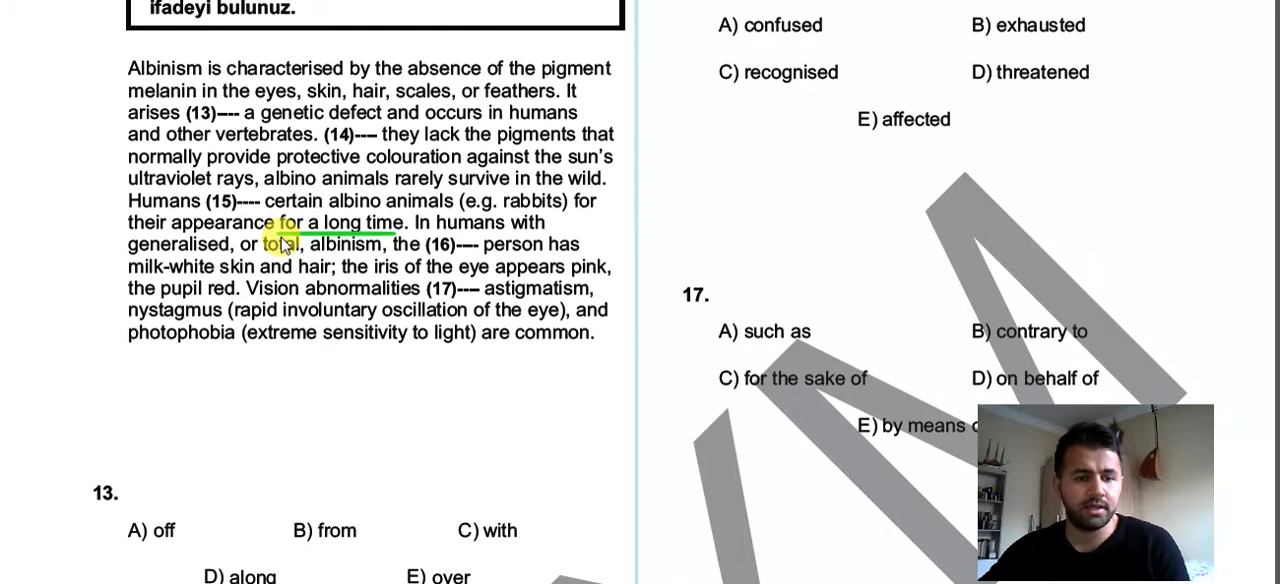 ifadeyi bulunuz.
Albinism is characterised by the absence of the pigment
melanin in the eyes, skin, hair, scales, or feathers. It
arises (13)---- a genetic defect and occurs in humans
and other vertebrates. (14)---- they lack the pigments that
normally provide protective colouration against the sun's
ultraviolet rays, albino animals rarely survive in the wild.
Humans (15)---- certain albino animals (e.g. rabbits) for
their appearance for a long time. In humans with
generalised, or total, albinism, the (16)---- person has
milk-white skin and hair; the iris of the eye appears pink,
the pupil red. Vision abnormalities (17)---- astigmatism,
nystagmus (rapid involuntary oscillation of the eye), and
photophobia (extreme sensitivity to light) are common.
13.
A) off B) from C) with
D) along E) over
A) confused B) exhausted
C) recognised D) threatened
E) affected
17.
A) such as B) contrary to
C) for the sake of D) on behalf of
E) by means